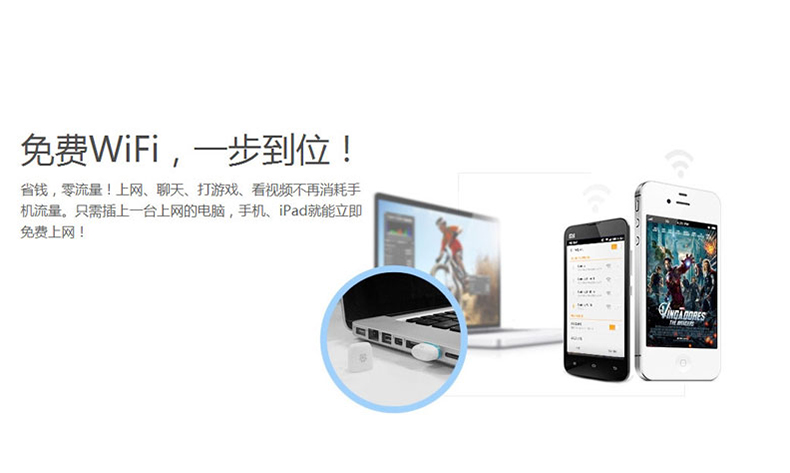 免费WiFi，一步到位！
省钱，零流量！上网、聊天、打游戏、看视频不再消耗手
机流量。只需插上一台上网的电脑，手机、iPad就能立即
免费上网！
VINGADORES
THE AVENGERS